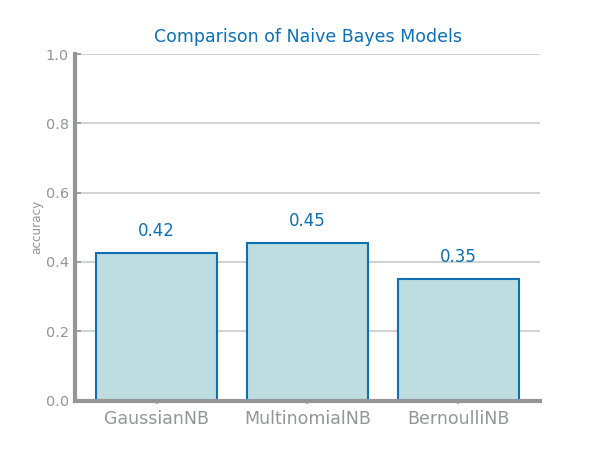 Comparison of Naive Bayes Models
1.0
0.8
0.6
0.4
0.2
0.0
accuracy
0.42
0.45
0.35
GaussianNB
MultinomialNB
BernoulliNB